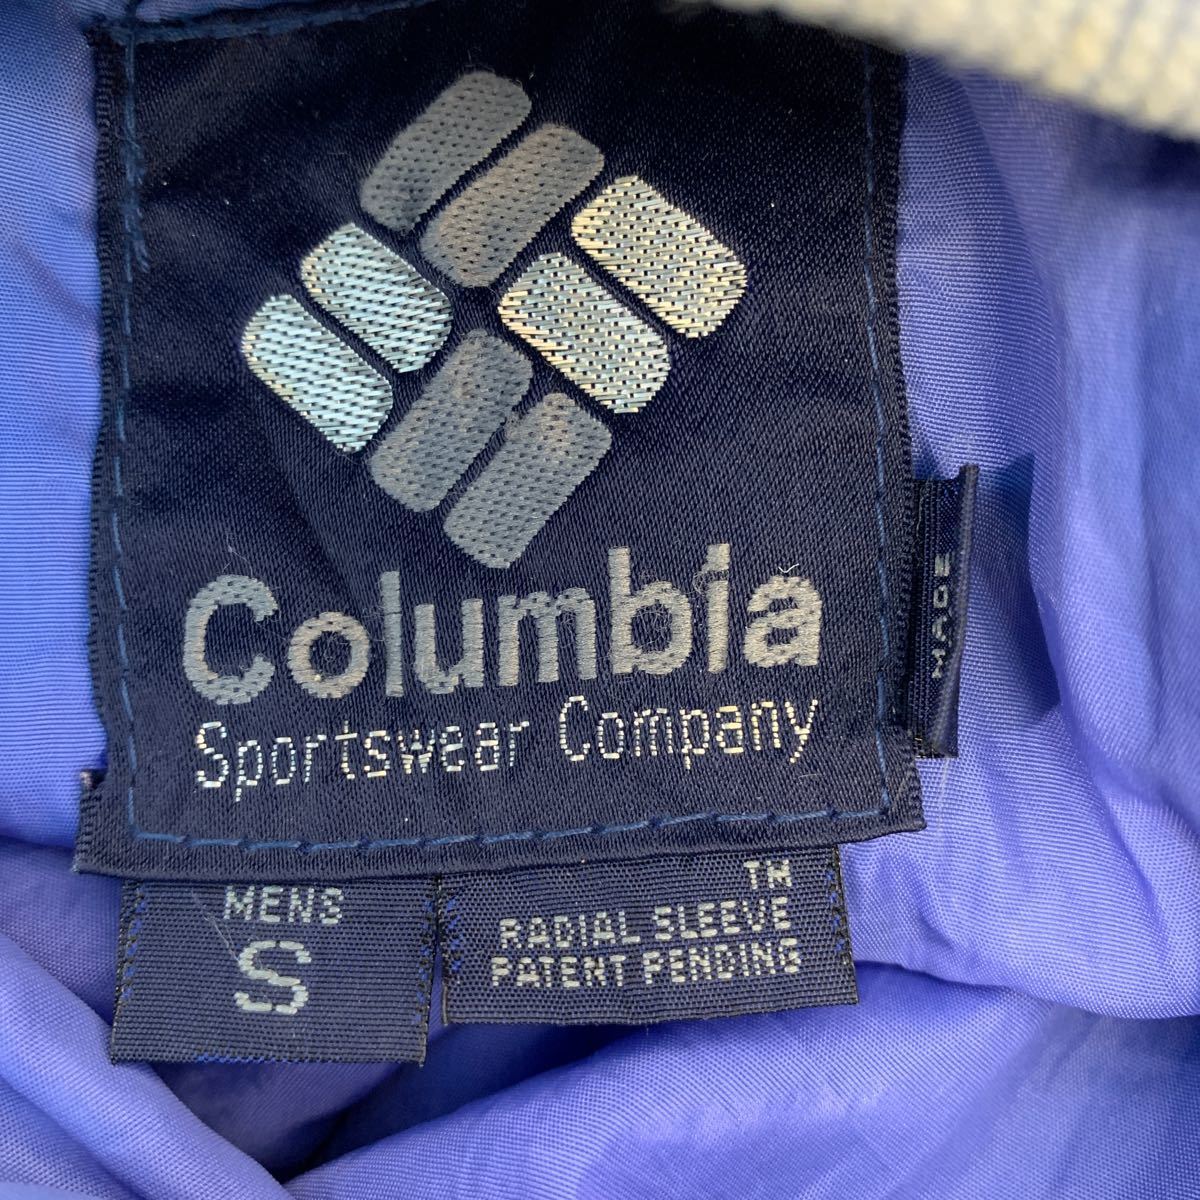 Columbia
Sportswear Company
MADE
MENS
S
TM
RADIAL SLEEVE
PATENT PENDING